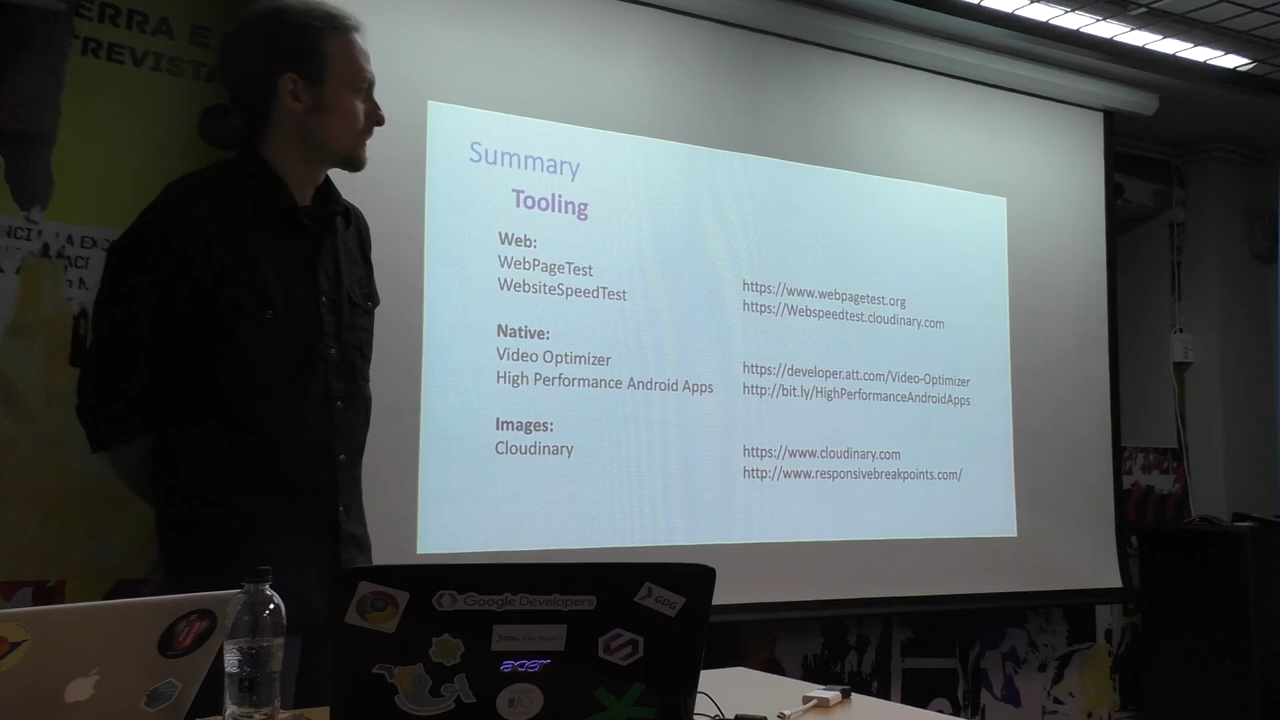 ERRA E
TREVISTA
Summary
Tooling
Web:
WebPageTest
WebsiteSpeedTest
https://www.webpagetest.org
https://Webspeedtest.cloudinary.com
Native:
Video Optimizer
High Performance Android Apps
https://developer.att.com/Video-Optimizer
http://bit.ly/HighPerformanceAndroidApps
Images:
Cloudinary
https://www.cloudinary.com
http://www.responsivebreakpoints.com/
Google Developers
GDG
acer
I/O